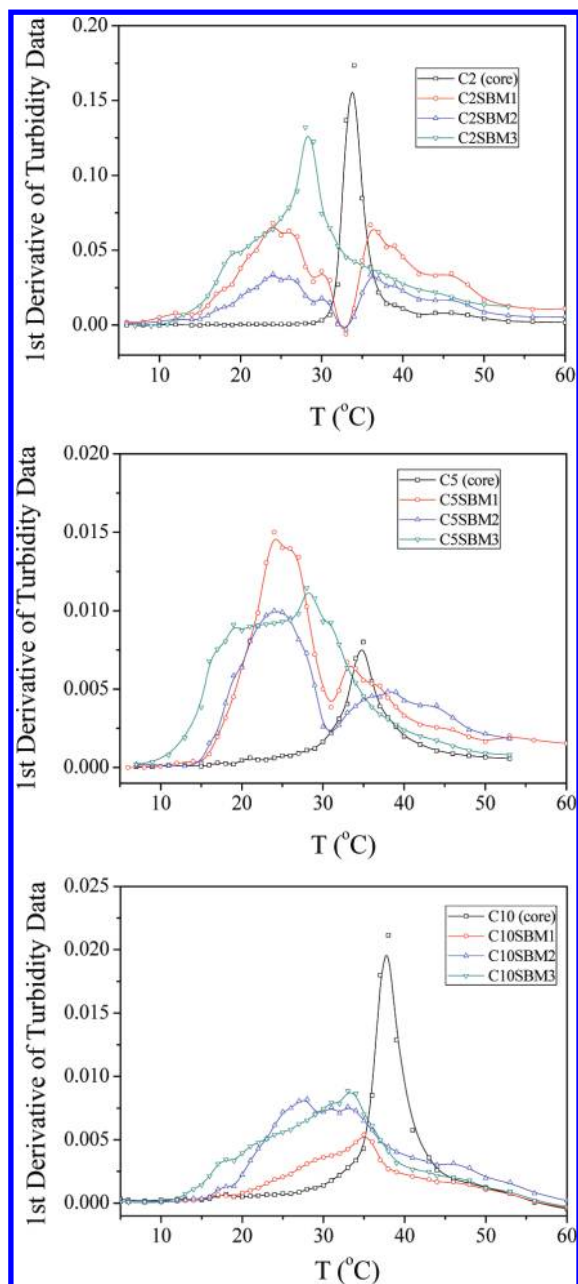 1st Derivative of Turbidity Data
0.20
0.15
0.10
0.05
0.00
C2 (core)
C2SBM1
C2SBM2
C2SBM3
10 20 30 40 50 60
T (°C)
1st Derivative of Turbidity Data
0.020
0.015
0.010
0.005
0.000
C5 (core)
C5SBM1
C5SBM2
C5SBM3
10 20 30 40 50 60
T (°C)
1st Derivative of Turbidity Data
0.025
0.020
0.015
0.010
0.005
0.000
C10 (core)
C10SBM1
C10SBM2
C10SBM3
10 20 30 40 50 60
T (°C)